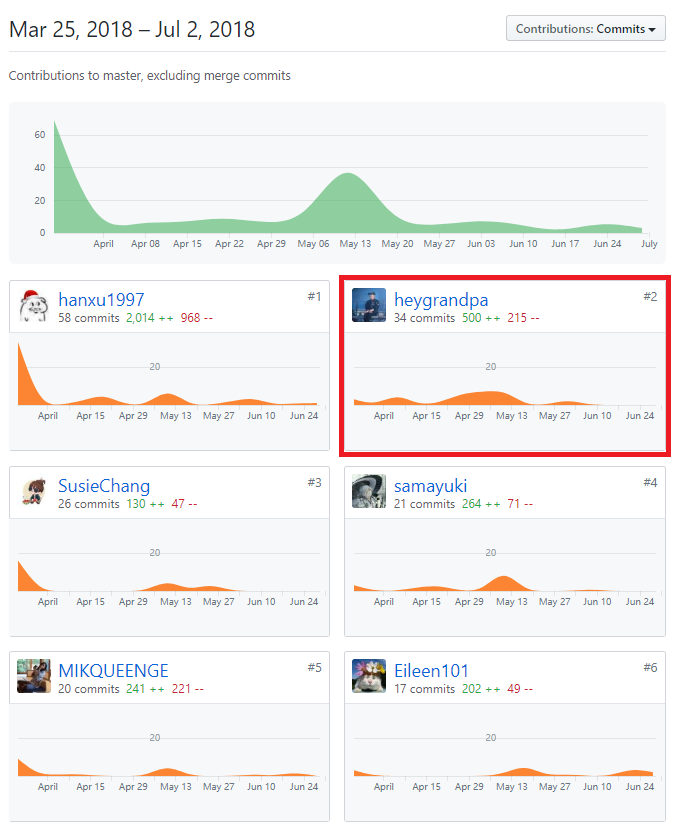 Mar 25, 2018 – Jul 2, 2018
Contributions: Commits
Contributions to master, excluding merge commits
60
40
20
0
April Apr 08 Apr 15 Apr 22 Apr 29 May 06 May 13 May 20 May 27 Jun 03 Jun 10 Jun 17 Jun 24 July
hanxu1997 #1
58 commits 2,014 ++ 968 --
20
April Apr 15 Apr 29 May 13 May 27 Jun 10 Jun 24
heygrandpa #2
34 commits 500 ++ 215 --
20
April Apr 15 Apr 29 May 13 May 27 Jun 10 Jun 24
SusieChang #3
26 commits 130 ++ 47 --
20
April Apr 15 Apr 29 May 13 May 27 Jun 10 Jun 24
samayuki #4
21 commits 264 ++ 71 --
20
April Apr 15 Apr 29 May 13 May 27 Jun 10 Jun 24
MIKQUEENGE #5
20 commits 241 ++ 221 --
20
April Apr 15 Apr 29 May 13 May 27 Jun 10 Jun 24
Eileen101 #6
17 commits 202 ++ 49 --
20
April Apr 15 Apr 29 May 13 May 27 Jun 10 Jun 24